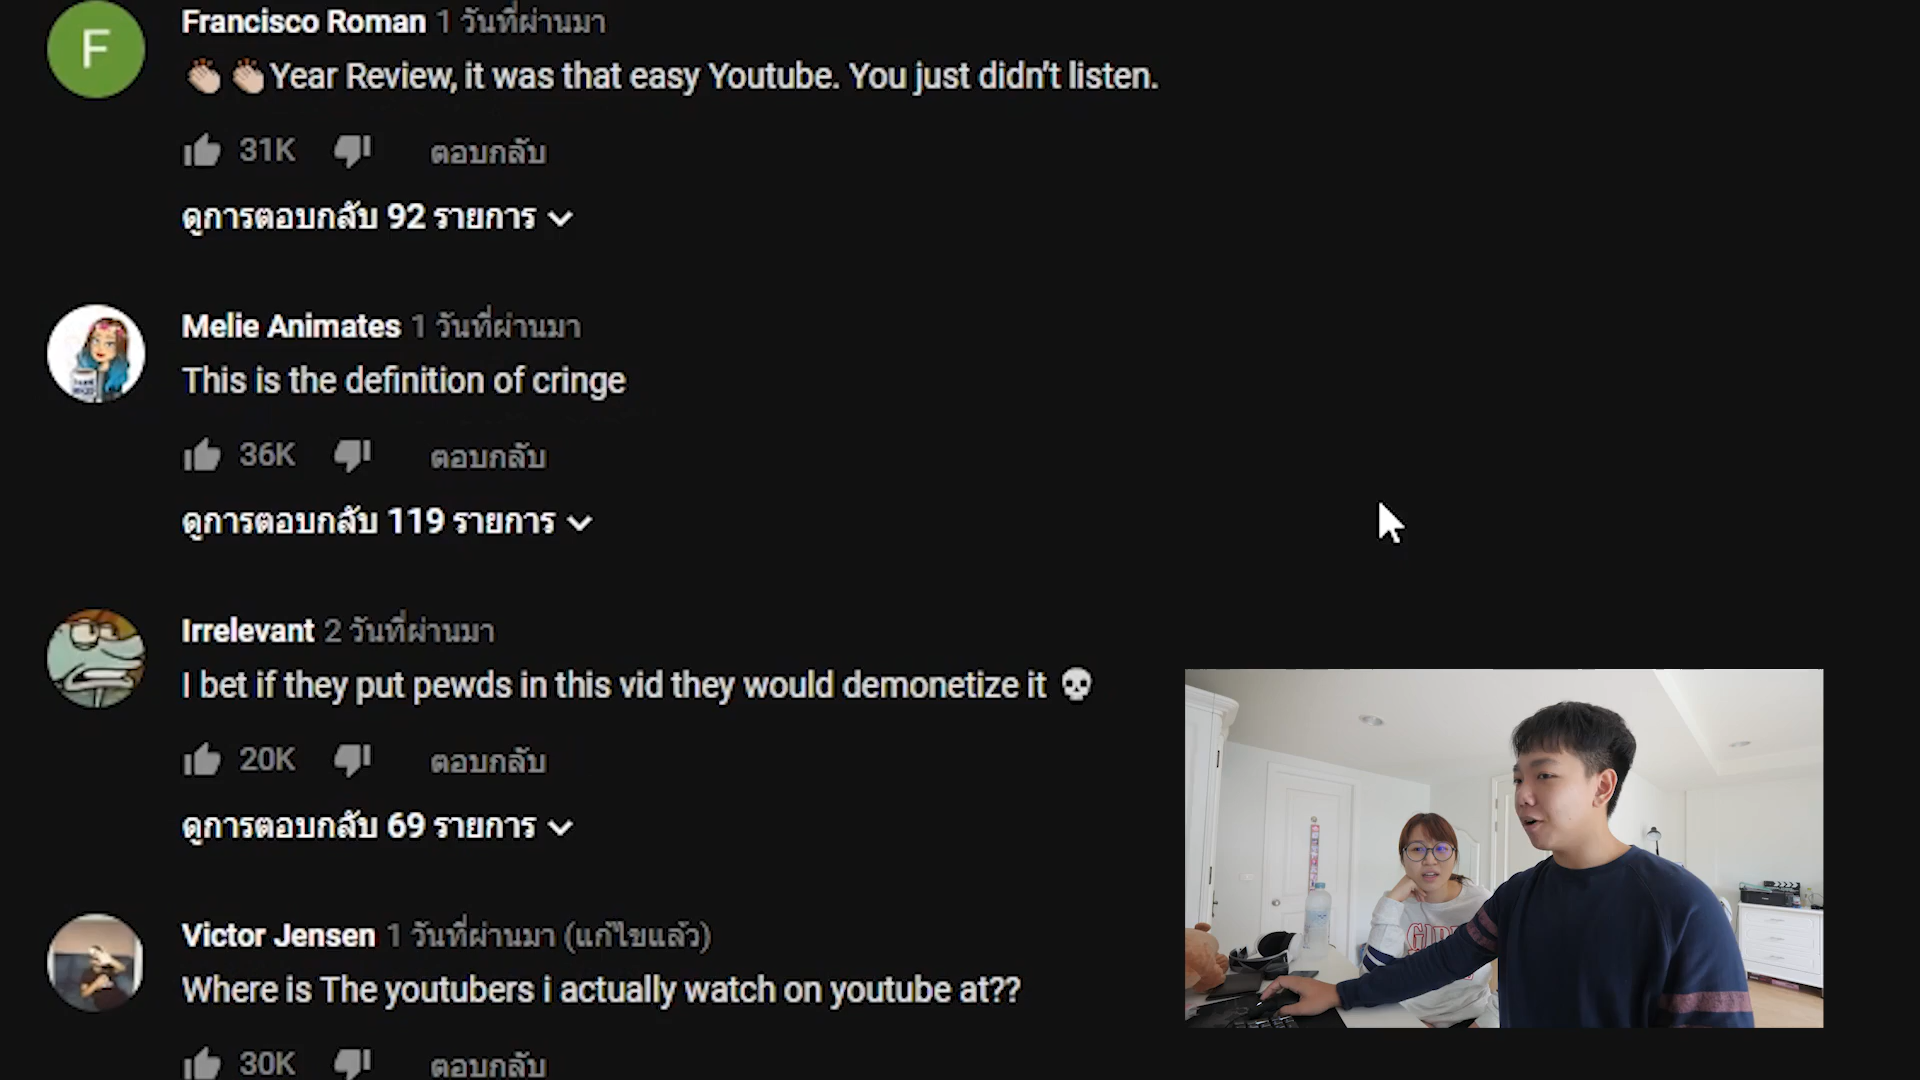 F
Francisco Roman 1 วันที่ผ่านมา
👏🏻 👏🏻Year Review, it was that easy Youtube. You just didn't listen.
31K ตอบกลับ
ดูการตอบกลับ 92 รายการ
Melie Animates 1 วันที่ผ่านมา
This is the definition of cringe
36K ตอบกลับ
ดูการตอบกลับ 119 รายการ
Irrelevant 2 วันที่ผ่านมา
I bet if they put pewds in this vid they would demonetize it 💀
20K ตอบกลับ
ดูการตอบกลับ 69 รายการ
Victor Jensen 1 วันที่ผ่านมา (แก้ไขแล้ว)
Where is The youtubers i actually watch on youtube at??
30K ตอบกลับ